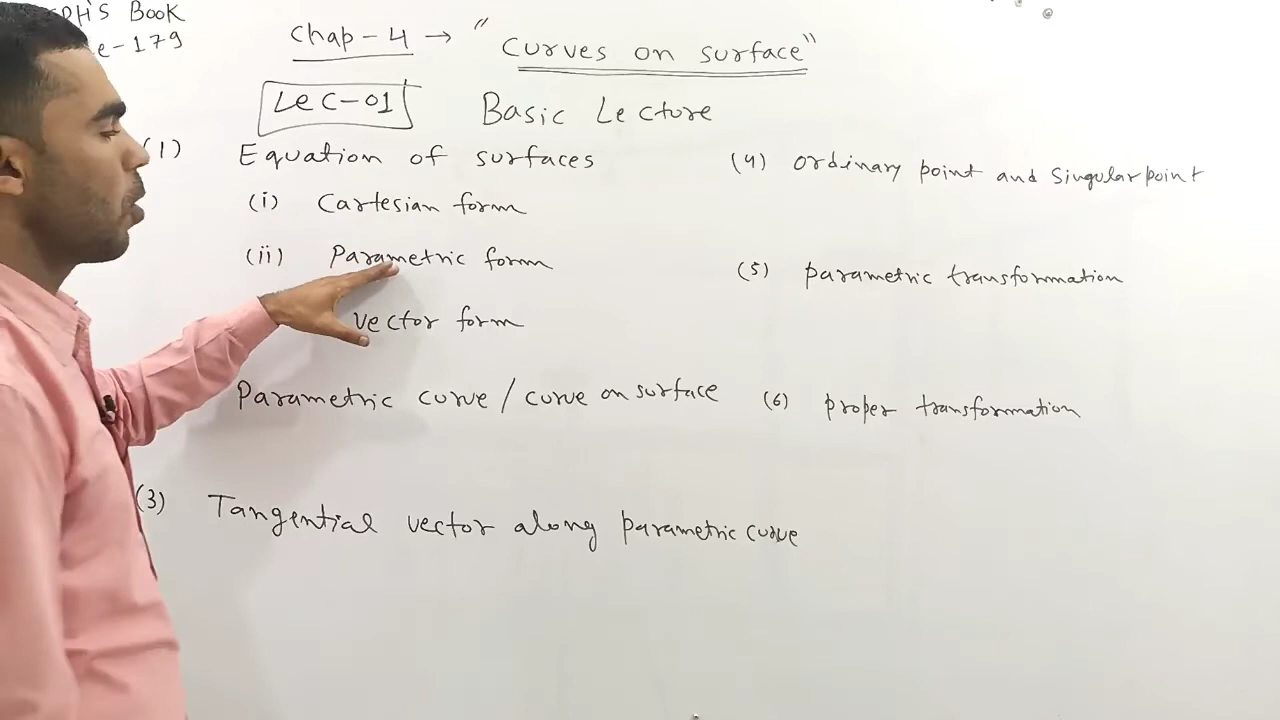 Book
179
Chap-4 → "Curves on surface"
Lec-01 Basic Lecture
(1) Equation of surfaces
(i) Cartesian form
(ii) Parametric form
vector form
Parametric curve / curve on surface
(3) Tangential vector along parametric curve
(4) ordinary point and singular point
(5) parametric transformation
(6) proper transformation